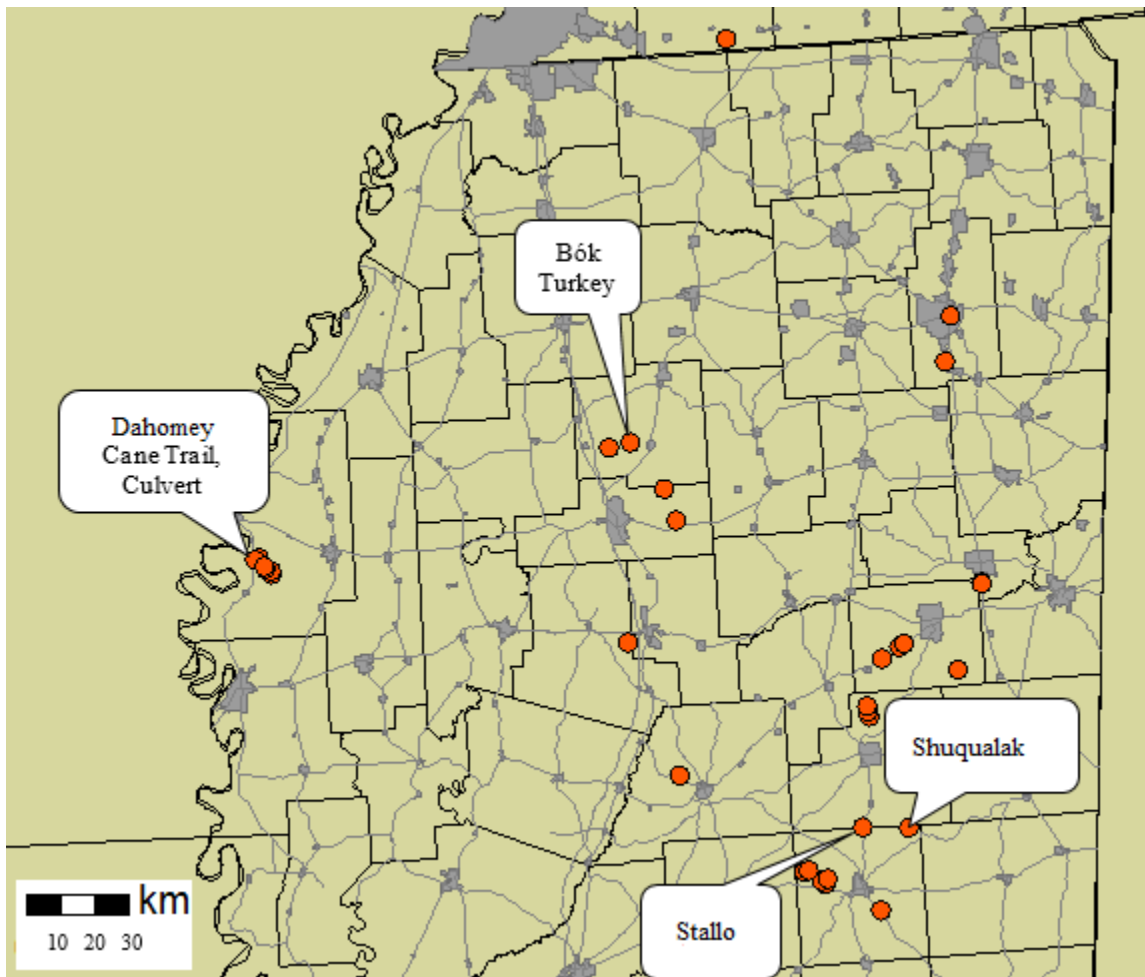 Bók
Turkey
Dahomey
Cane Trail,
Culvert
Shuqualak
Stallo
km
10 20 30